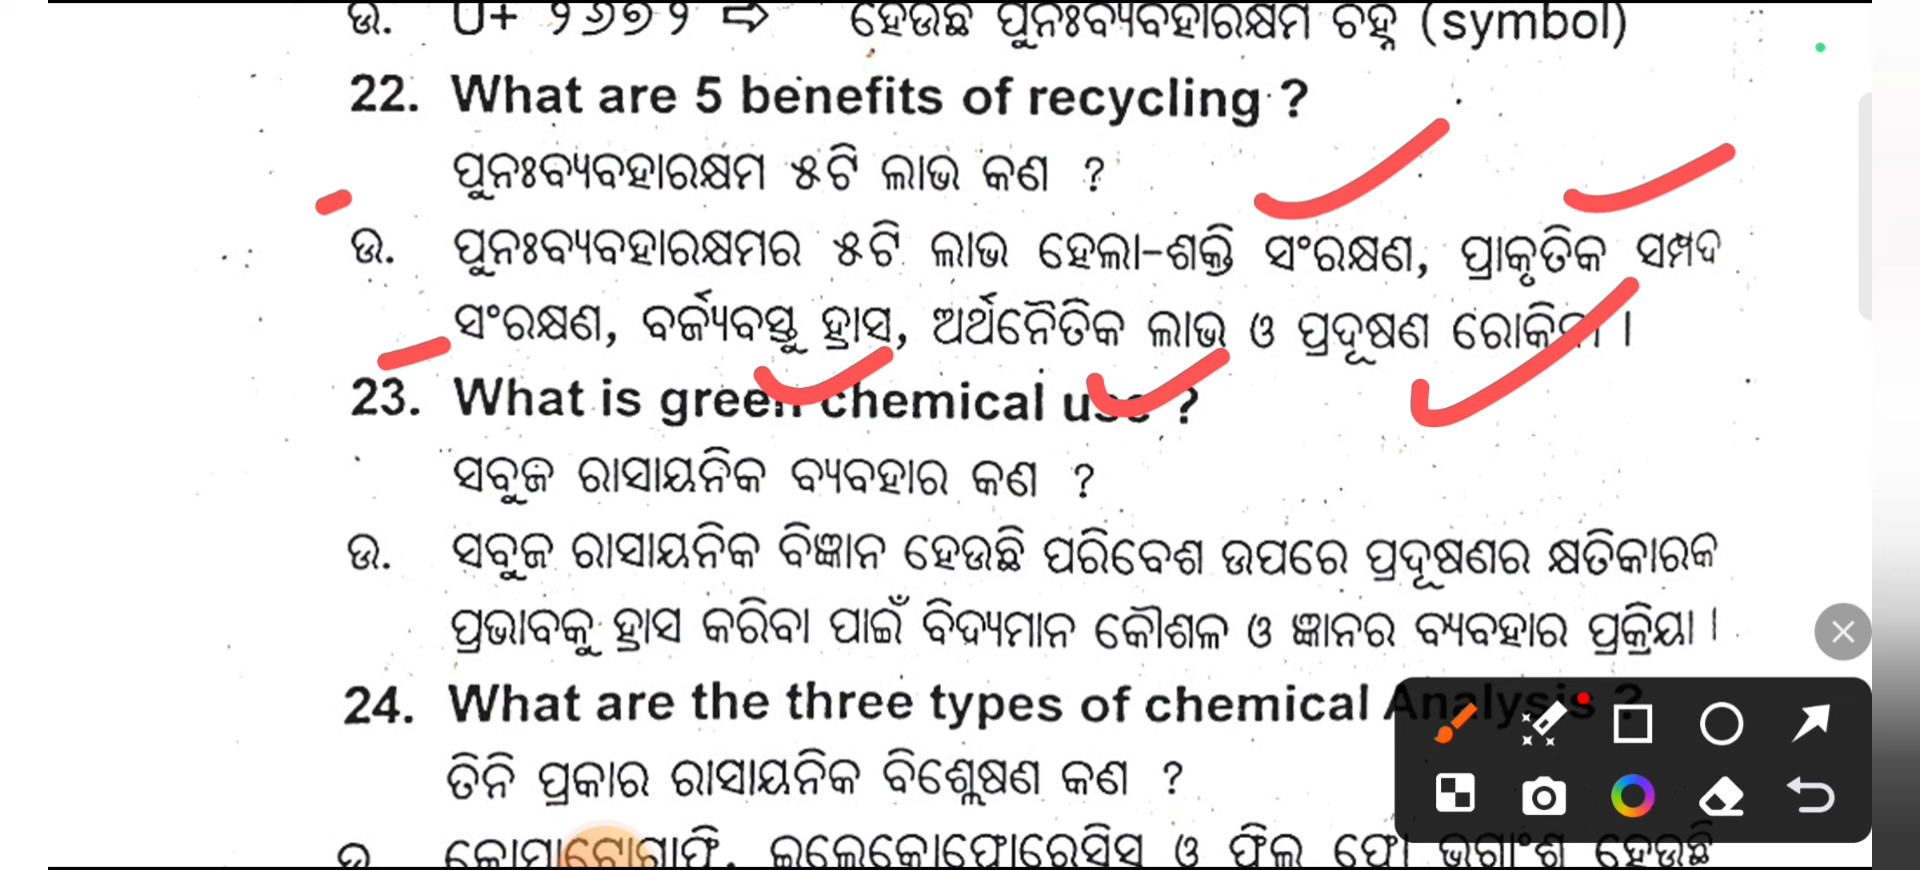 ଉ. U+ ୨୬୭୨ ⇨ ହେଉଛି ପୁନଃବ୍ୟବହାରକ୍ଷମ ଚିହ୍ନ (symbol)
22. What are 5 benefits of recycling ?
ପୁନଃବ୍ୟବହାରକ୍ଷମ ୫ଟି ଲାଭ କଣ ?
ଉ. ପୁନଃବ୍ୟବହାରକ୍ଷମର ୫ଟି ଲାଭ ହେଲା-ଶକ୍ତି ସଂରକ୍ଷଣ, ପ୍ରାକୃତିକ ସମ୍ପଦ
ସଂରକ୍ଷଣ, ବର୍ଜ୍ୟବସ୍ତୁ ହ୍ରାସ, ଅର୍ଥନୈତିକ ଲାଭ ଓ ପ୍ରଦୂଷଣ ରୋକିବା ।
23. What is green chemical use ?
ସବୁଜ ରାସାୟନିକ ବ୍ୟବହାର କଣ ?
ଉ. ସବୁଜ ରାସାୟନିକ ବିଜ୍ଞାନ ହେଉଛି ପରିବେଶ ଉପରେ ପ୍ରଦୂଷଣର କ୍ଷତିକାରକ
ପ୍ରଭାବକୁ ହ୍ରାସ କରିବା ପାଇଁ ବିଦ୍ୟମାନ କୌଶଳ ଓ ଜ୍ଞାନର ବ୍ୟବହାର ପ୍ରକ୍ରିୟା ।
24. What are the three types of chemical Analysis ?
ତିନି ପ୍ରକାର ରାସାୟନିକ ବିଶ୍ଳେଷଣ କଣ ?
ଓ ହେଉଛି